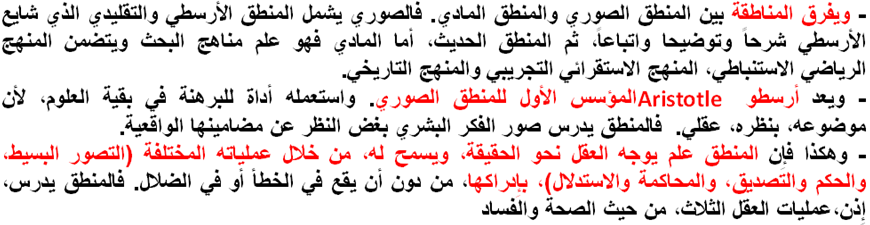 - ويفرق المناطقة بين المنطق الصوري والمنطق المادي. فالصوري يشمل المنطق الأرسطي والتقليدي الذي شايع
الأرسطي شرحاً وتوضيحا واتباعاً، ثم المنطق الحديث، أما المادي فهو علم مناهج البحث ويتضمن المنهج
الرياضي الاستنباطي، المنهج الاستقرائي التجريبي والمنهج التاريخي.
- ويعد أرسطو Aristotleالمؤسس الأول للمنطق الصوري. واستعمله أداة للبرهنة في بقية العلوم، لأن
موضوعه، بنظره، عقلي. فالمنطق يدرس صور الفكر البشري بغض النظر عن مضامينها الواقعية.
- وهكذا فإن المنطق علم يوجه العقل نحو الحقيقة، ويسمح له، من خلال عملياته المختلفة (التصور البسيط،
والحكم والتصديق، والمحاكمة والاستدلال)، بإدراكها، من دون أن يقع في الخطأ أو في الضلال. فالمنطق يدرس،
إذن،عمليات العقل الثلاث، من حيث الصحة والفساد